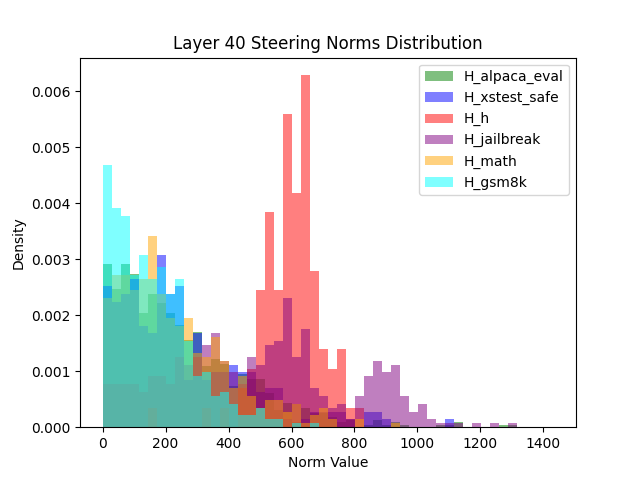 Layer 40 Steering Norms Distribution
H_alpaca_eval
H_xstest_safe
H_h
H_jailbreak
H_math
H_gsm8k
Density
0.006
0.005
0.004
0.003
0.002
0.001
0.000
0 200 400 600 800 1000 1200 1400
Norm Value